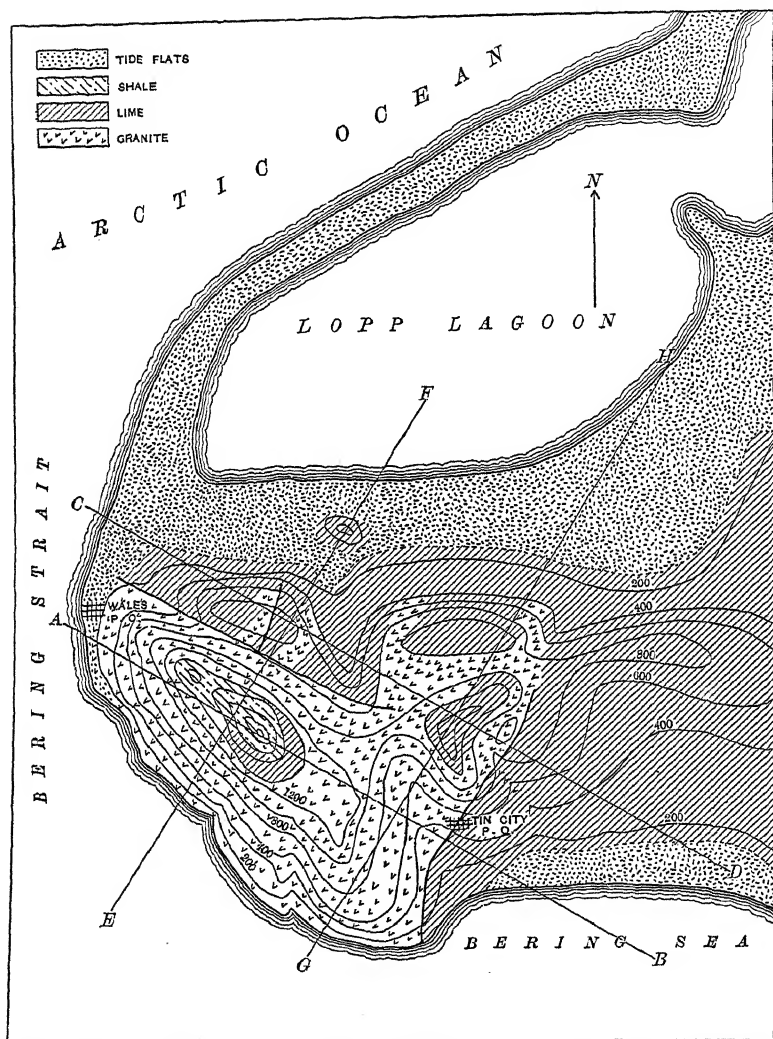 TIDE FLATS
SHALE
LIME
GRANITE
ARCTIC OCEAN
N
LOPP LAGOON
H
F
BERING STRAIT
C
200
WALES
P.O.
A
400
800
600
400
1200
800
TIN CITY
P.O.
200
400
200
D
E
G
BERING SEA
B